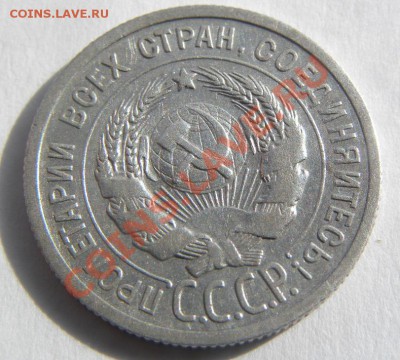 COINS.LAVE.RU
ПРОЛЕТАРИИ ВСЕХ СТРАН, СОЕДИНЯЙТЕСЬ!
С.С.С.Р.
COINS.LAVE.RU